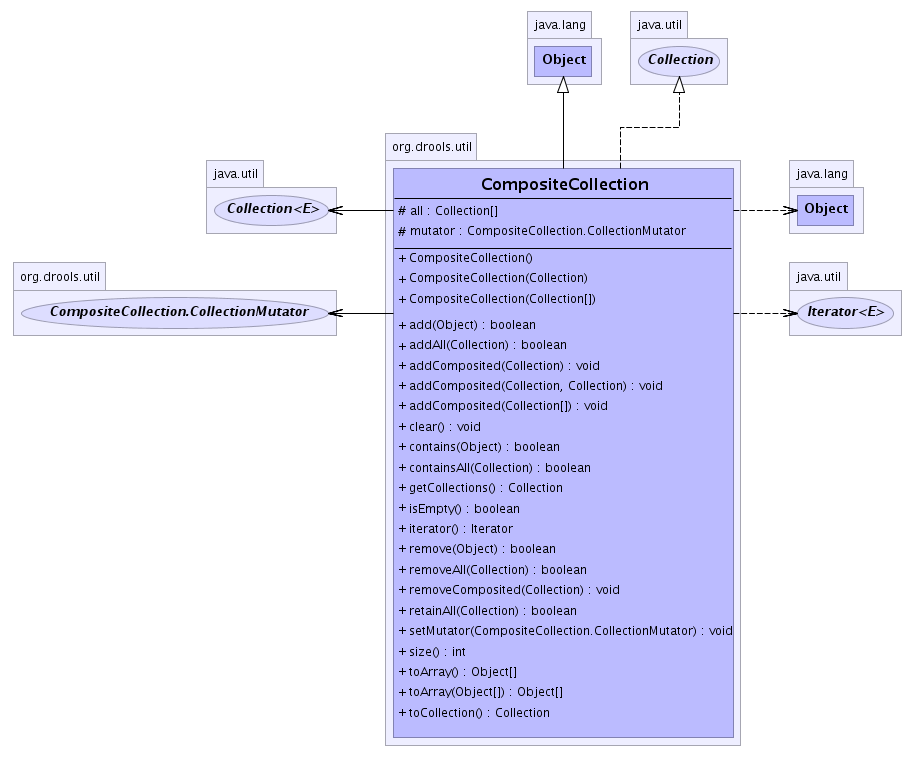 java.lang
Object
java.util
Collection
org.drools.util
java.util
Collection<E>
org.drools.util
CompositeCollection.CollectionMutator
CompositeCollection
# all : Collection[]
# mutator : CompositeCollection.CollectionMutator
+ CompositeCollection()
+ CompositeCollection(Collection)
+ CompositeCollection(Collection[])
+ add(Object) : boolean
+ addAll(Collection) : boolean
+ addComposited(Collection) : void
+ addComposited(Collection, Collection) : void
+ addComposited(Collection[]) : void
+ clear() : void
+ contains(Object) : boolean
+ containsAll(Collection) : boolean
+ getCollections() : Collection
+ isEmpty() : boolean
+ iterator() : Iterator
+ remove(Object) : boolean
+ removeAll(Collection) : boolean
+ removeComposited(Collection) : void
+ retainAll(Collection) : boolean
+ setMutator(CompositeCollection.CollectionMutator) : void
+ size() : int
+ toArray() : Object[]
+ toArray(Object[]) : Object[]
+ toCollection() : Collection
java.lang
Object
java.util
Iterator<E>